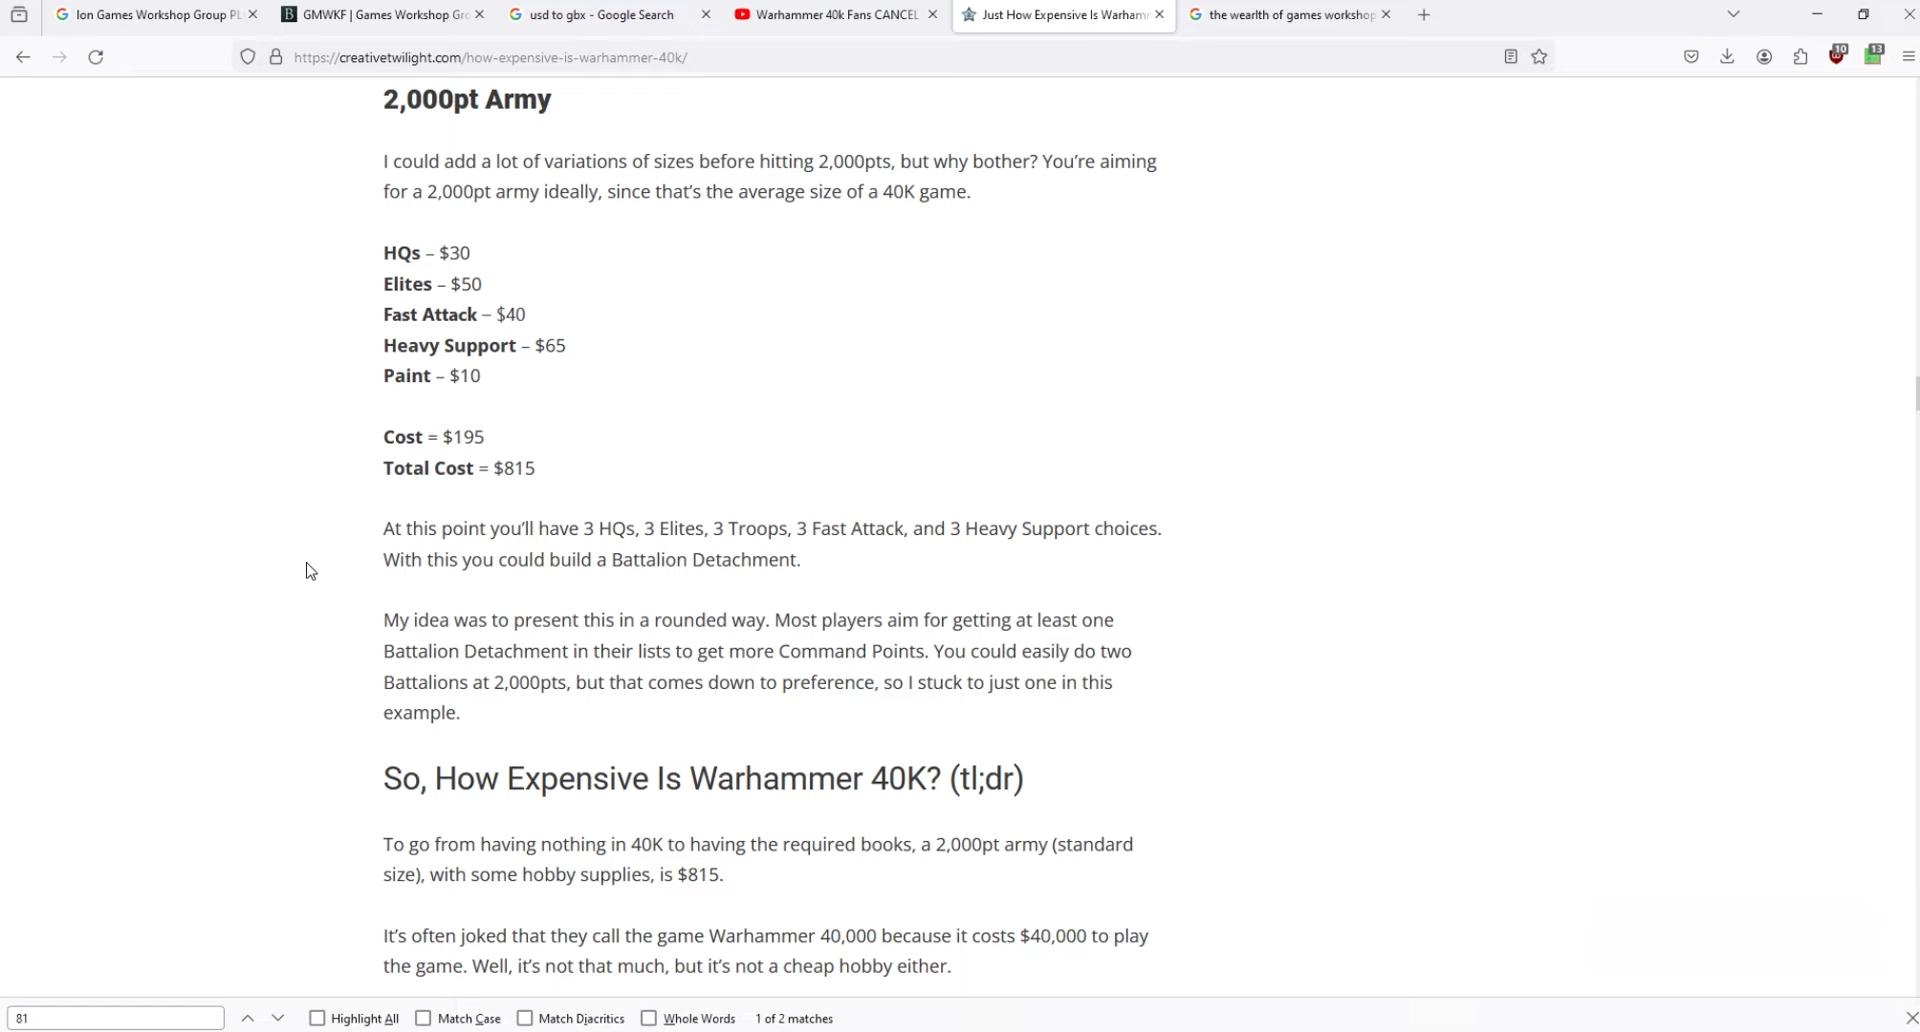 lon Games Workshop Group PL
GMWKF | Games Workshop Gro
usd to gbx - Google Search
Warhammer 40k Fans CANCEL
Just How Expensive Is Warham
the wearlth of games workshop
https://creativetwilight.com/how-expensive-is-warhammer-40k/
10
13
2,000pt Army
I could add a lot of variations of sizes before hitting 2,000pts, but why bother? You're aiming
for a 2,000pt army ideally, since that's the average size of a 40K game.
HQs – $30
Elites – $50
Fast Attack – $40
Heavy Support – $65
Paint – $10
Cost = $195
Total Cost = $815
At this point you'll have 3 HQs, 3 Elites, 3 Troops, 3 Fast Attack, and 3 Heavy Support choices.
With this you could build a Battalion Detachment.
My idea was to present this in a rounded way. Most players aim for getting at least one
Battalion Detachment in their lists to get more Command Points. You could easily do two
Battalions at 2,000pts, but that comes down to preference, so I stuck to just one in this
example.
So, How Expensive Is Warhammer 40K? (tl;dr)
To go from having nothing in 40K to having the required books, a 2,000pt army (standard
size), with some hobby supplies, is $815.
It's often joked that they call the game Warhammer 40,000 because it costs $40,000 to play
the game. Well, it's not that much, but it's not a cheap hobby either.
81
Highlight All
Match Case
Match Diacritics
Whole Words
1 of 2 matches